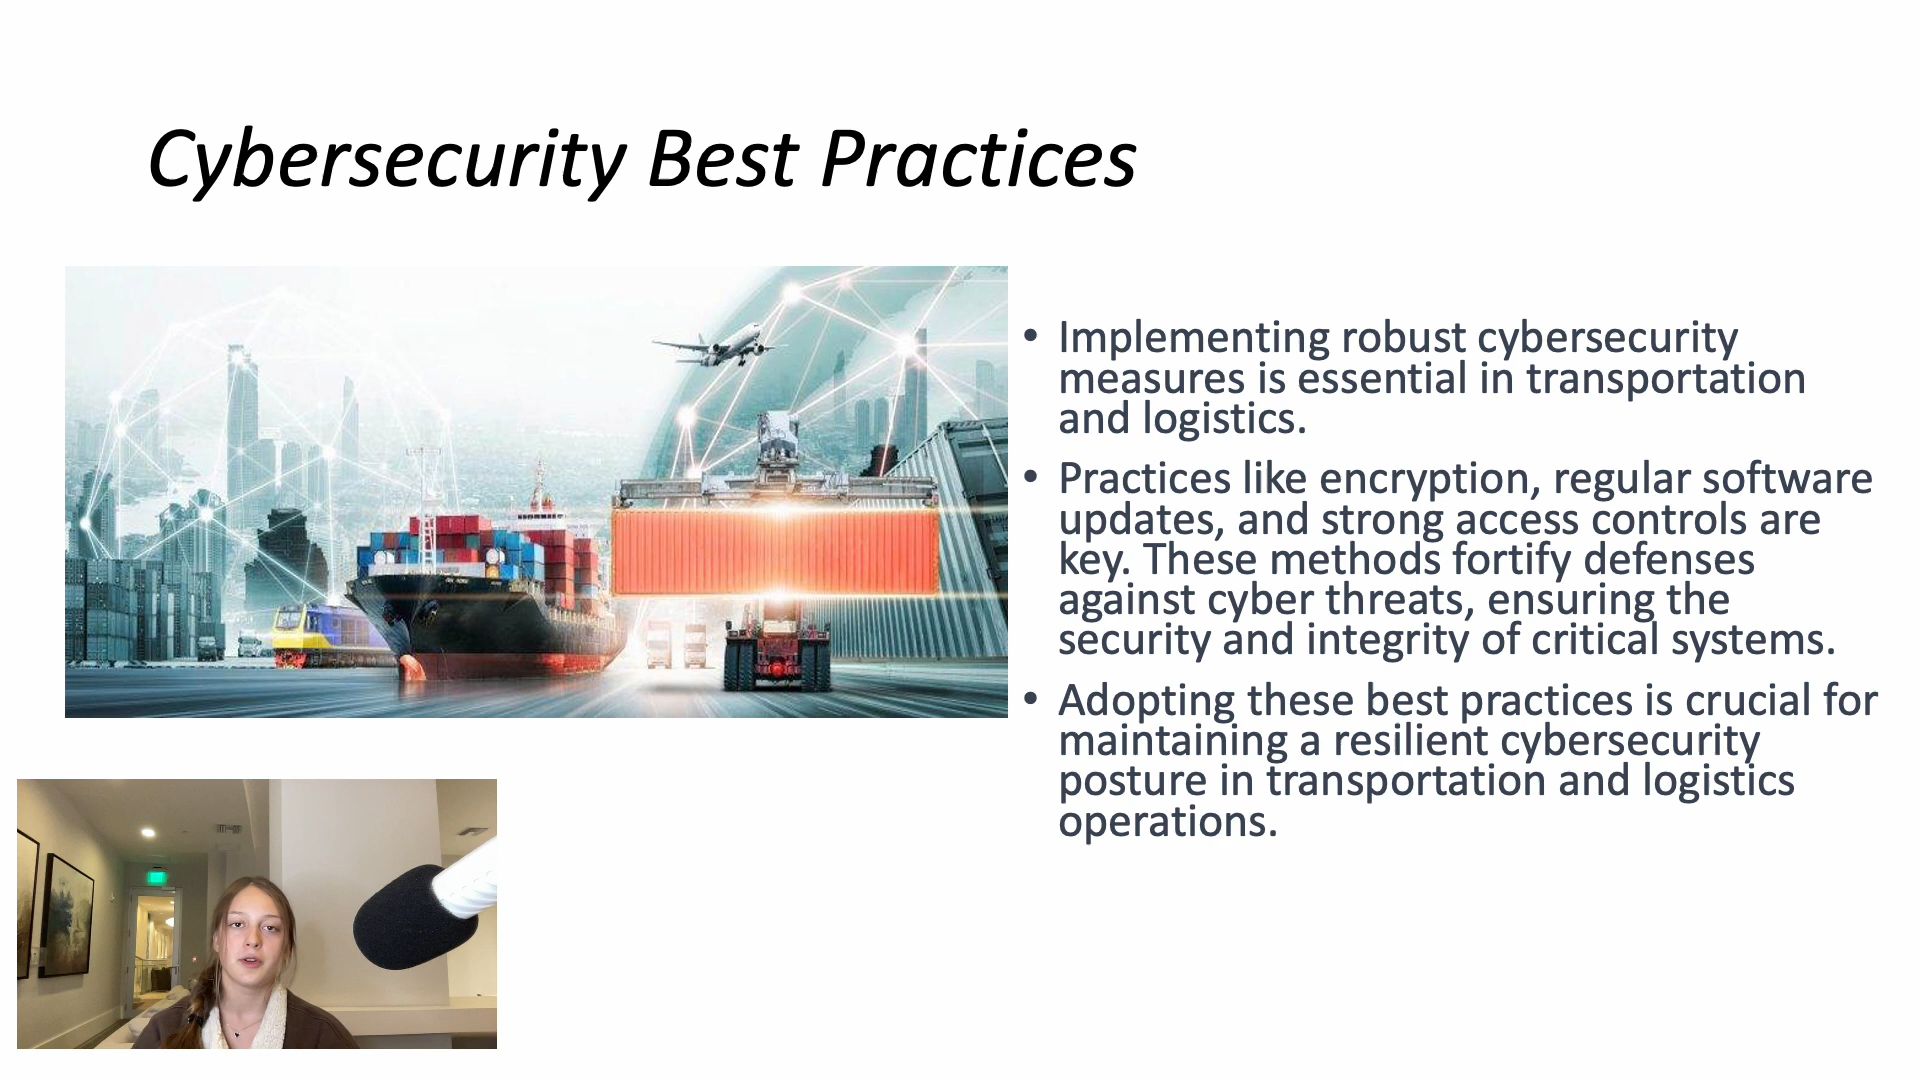 Cybersecurity Best Practices
• Implementing robust cybersecurity
measures is essential in transportation
and logistics.
• Practices like encryption, regular software
updates, and strong access controls are
key. These methods fortify defenses
against cyber threats, ensuring the
security and integrity of critical systems.
• Adopting these best practices is crucial for
maintaining a resilient cybersecurity
posture in transportation and logistics
operations.